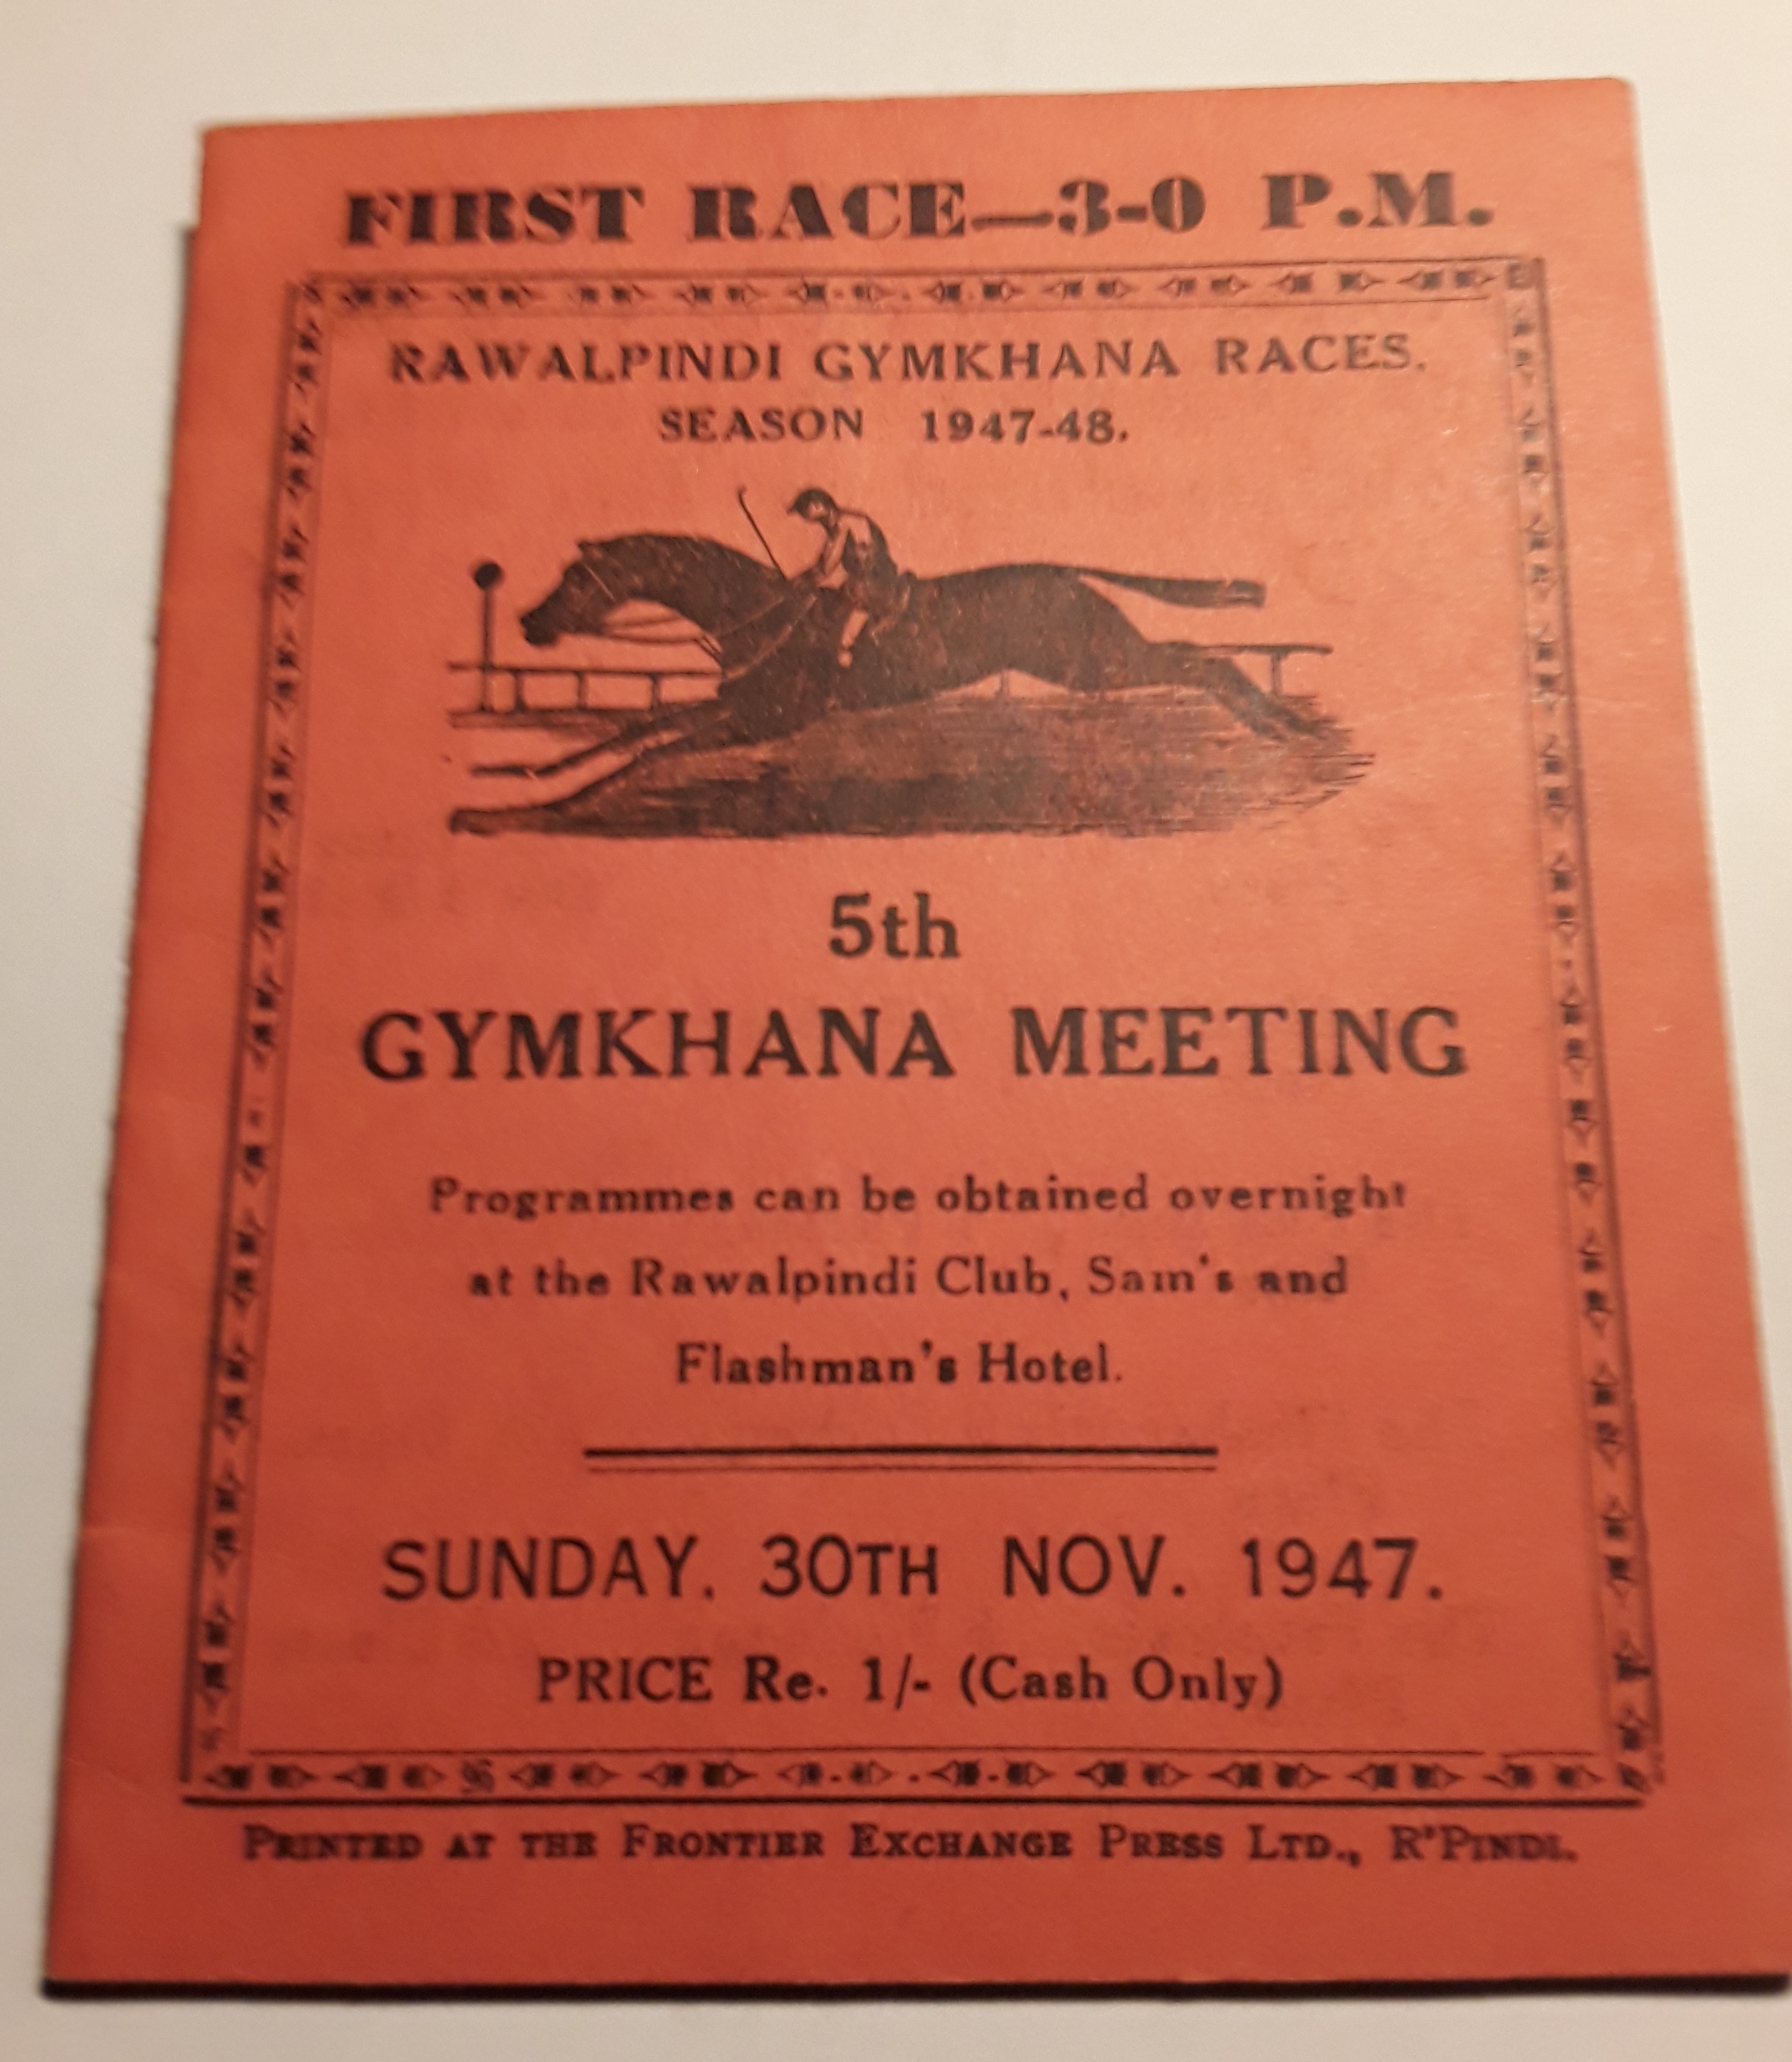 FIRST RACE—3-0 P.M.
RAWALPINDI GYMKHANA RACES.
SEASON 1947-48.
5th
GYMKHANA MEETING
Programmes can be obtained overnight
at the Rawalpindi Club, Sam's and
Flashman's Hotel.
SUNDAY, 30TH NOV. 1947.
PRICE Re. 1/- (Cash Only)
PRINTED AT THE FRONTIER EXCHANGE PRESS LTD., R'PINDI.